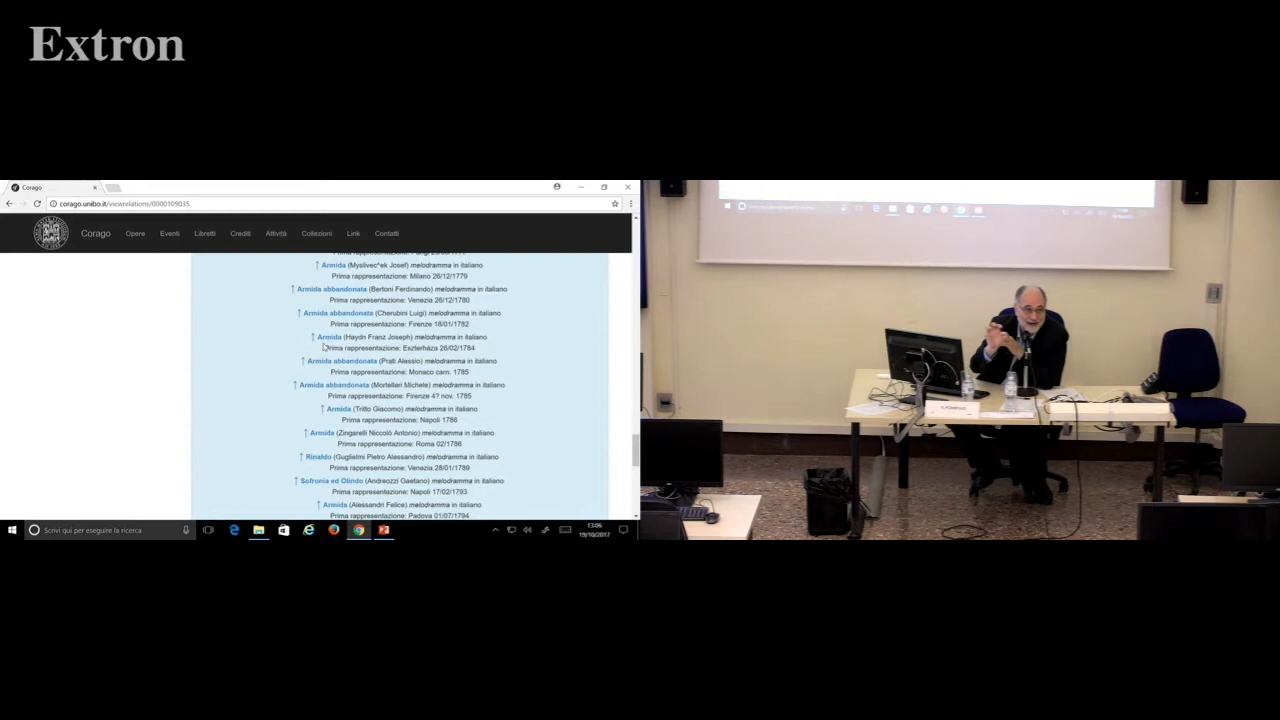 Extron
Corago
corago.unibo.it/viewrelations/0000109035
Corago Opere Eventi Libretti Crediti Attività Collezioni Link Contatti
↑ Armida (Myslivec^ek Josef) melodramma in italiano
Prima rappresentazione: Milano 26/12/1779
↑ Armida abbandonata (Bertoni Ferdinando) melodramma in italiano
Prima rappresentazione: Venezia 26/12/1780
↑ Armida abbandonata (Cherubini Luigi) melodramma in italiano
Prima rappresentazione: Firenze 18/01/1782
↑ Armida (Haydn Franz Joseph) melodramma in italiano
Prima rappresentazione: Eszterháza 26/02/1784
↑ Armida abbandonata (Prati Alessio) melodramma in italiano
Prima rappresentazione: Monaco carn. 1785
↑ Armida abbandonata (Mortellari Michele) melodramma in italiano
Prima rappresentazione: Firenze 4? nov. 1785
↑ Armida (Tritto Giacomo) melodramma in italiano
Prima rappresentazione: Napoli 1786
↑ Armida (Zingarelli Niccolò Antonio) melodramma in italiano
Prima rappresentazione: Roma 02/1786
↑ Rinaldo (Guglielmi Pietro Alessandro) melodramma in italiano
Prima rappresentazione: Venezia 28/01/1789
↑ Sofronia ed Olindo (Andreozzi Gaetano) melodramma in italiano
Prima rappresentazione: Napoli 17/02/1793
↑ Armida (Alessandri Felice) melodramma in italiano
Prima rappresentazione: Padova 01/07/1794
Scrivi qui per eseguire la ricerca
13:06
19/10/2017